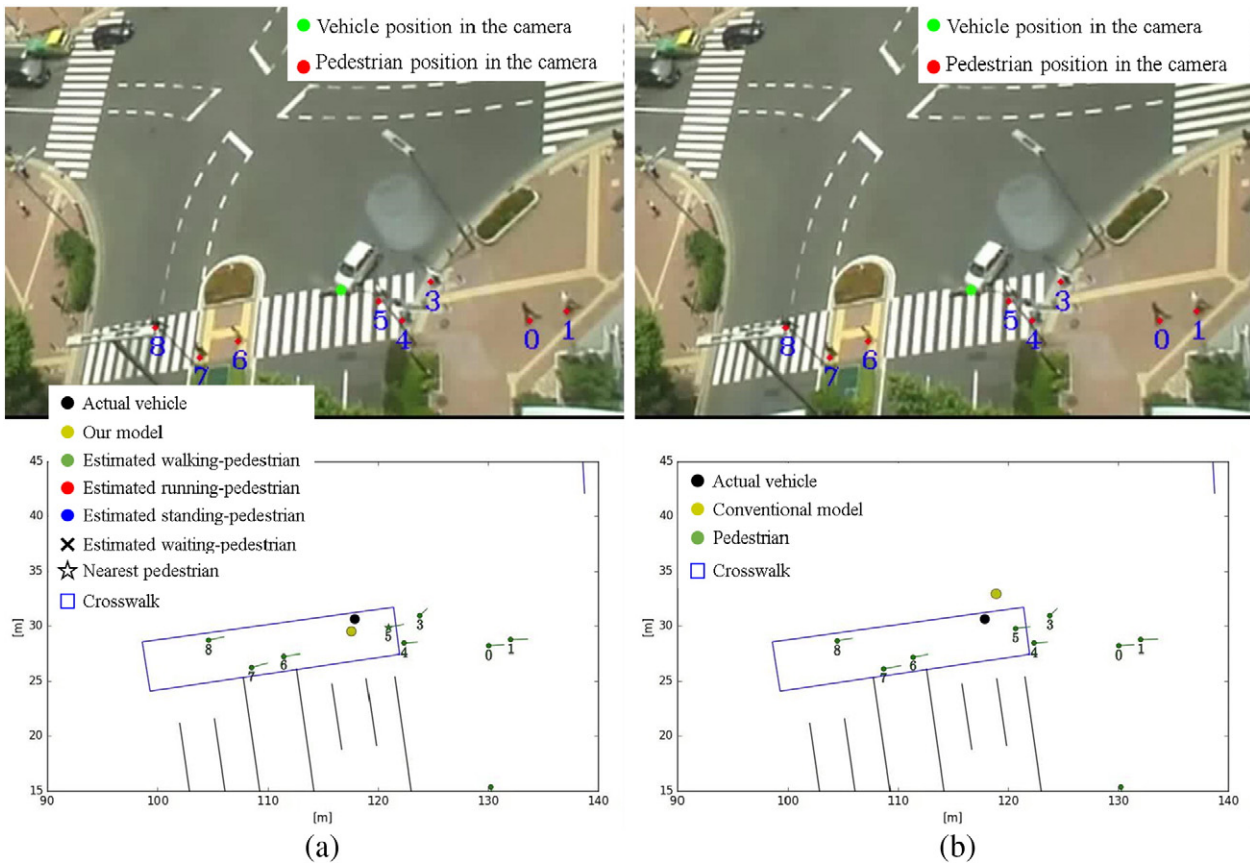 Vehicle position in the camera
Pedestrian position in the camera
Vehicle position in the camera
Pedestrian position in the camera
8
7
6
5
4
3
0
1
8
7
6
5
4
3
0
1
Actual vehicle
Our model
Estimated walking-pedestrian
Estimated running-pedestrian
Estimated standing-pedestrian
Estimated waiting-pedestrian
Nearest pedestrian
Crosswalk
45
40
35
30
25
20
15
[m]
8
7
6
5
4
3
0
1
90
100
110
120
130
140
[m]
(a)
Actual vehicle
Conventional model
Pedestrian
Crosswalk
45
40
35
30
25
20
15
[m]
8
7
6
5
4
3
0
1
90
100
110
120
130
140
[m]
(b)